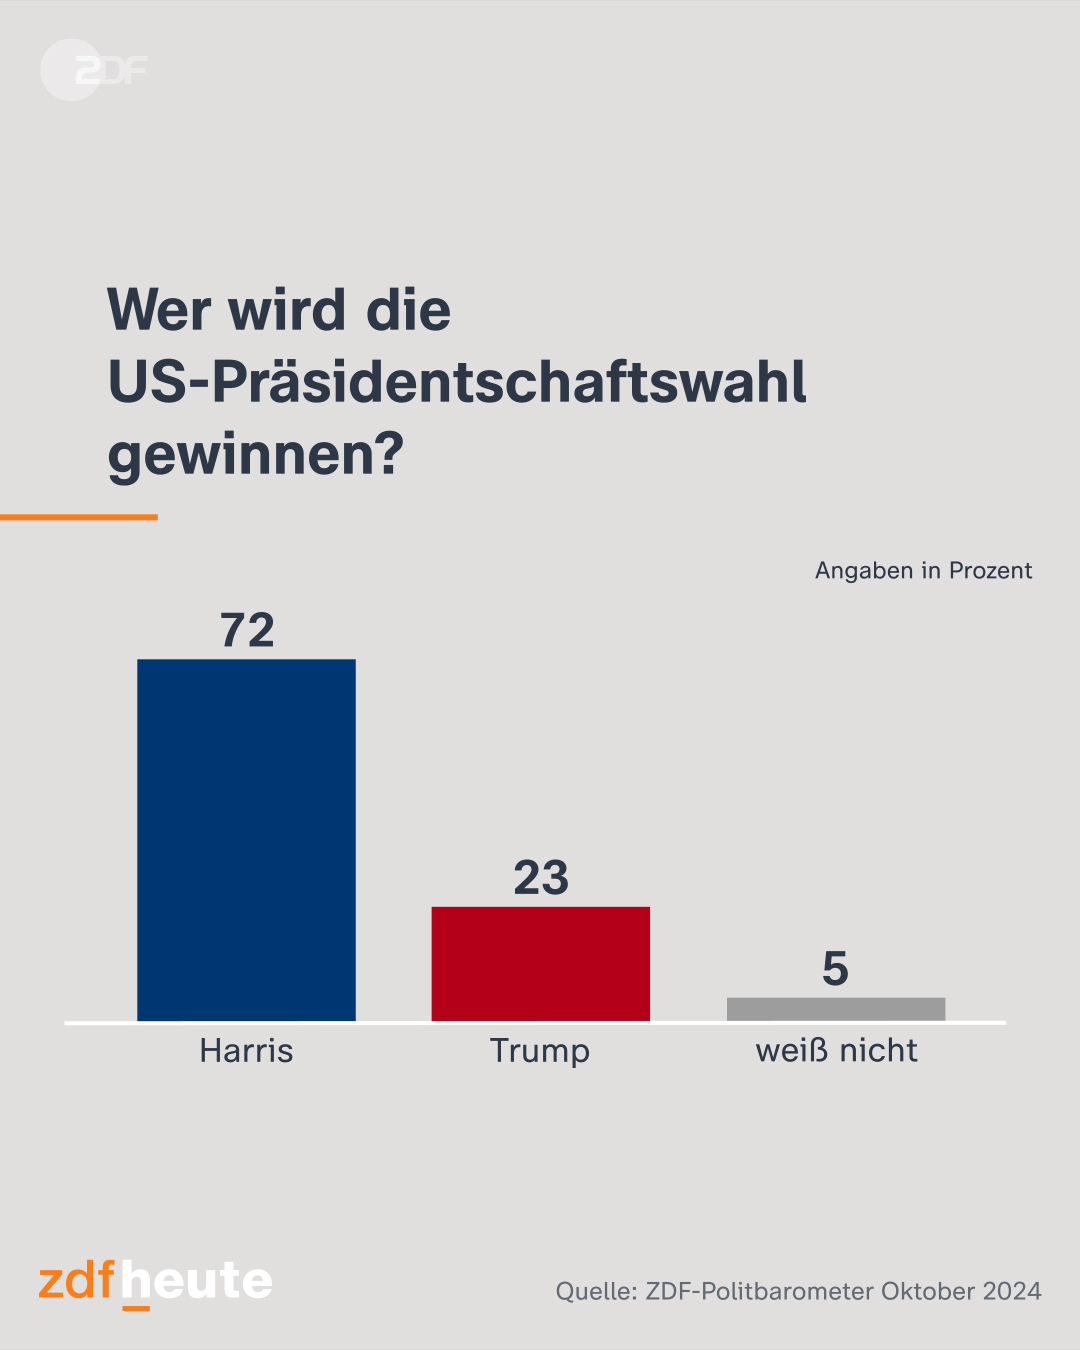 ZDF
Wer wird die
US-Präsidentschaftswahl
gewinnen?
Angaben in Prozent
72
23
5
Harris
Trump
weiß nicht
zdfheute
Quelle: ZDF-Politbarometer Oktober 2024